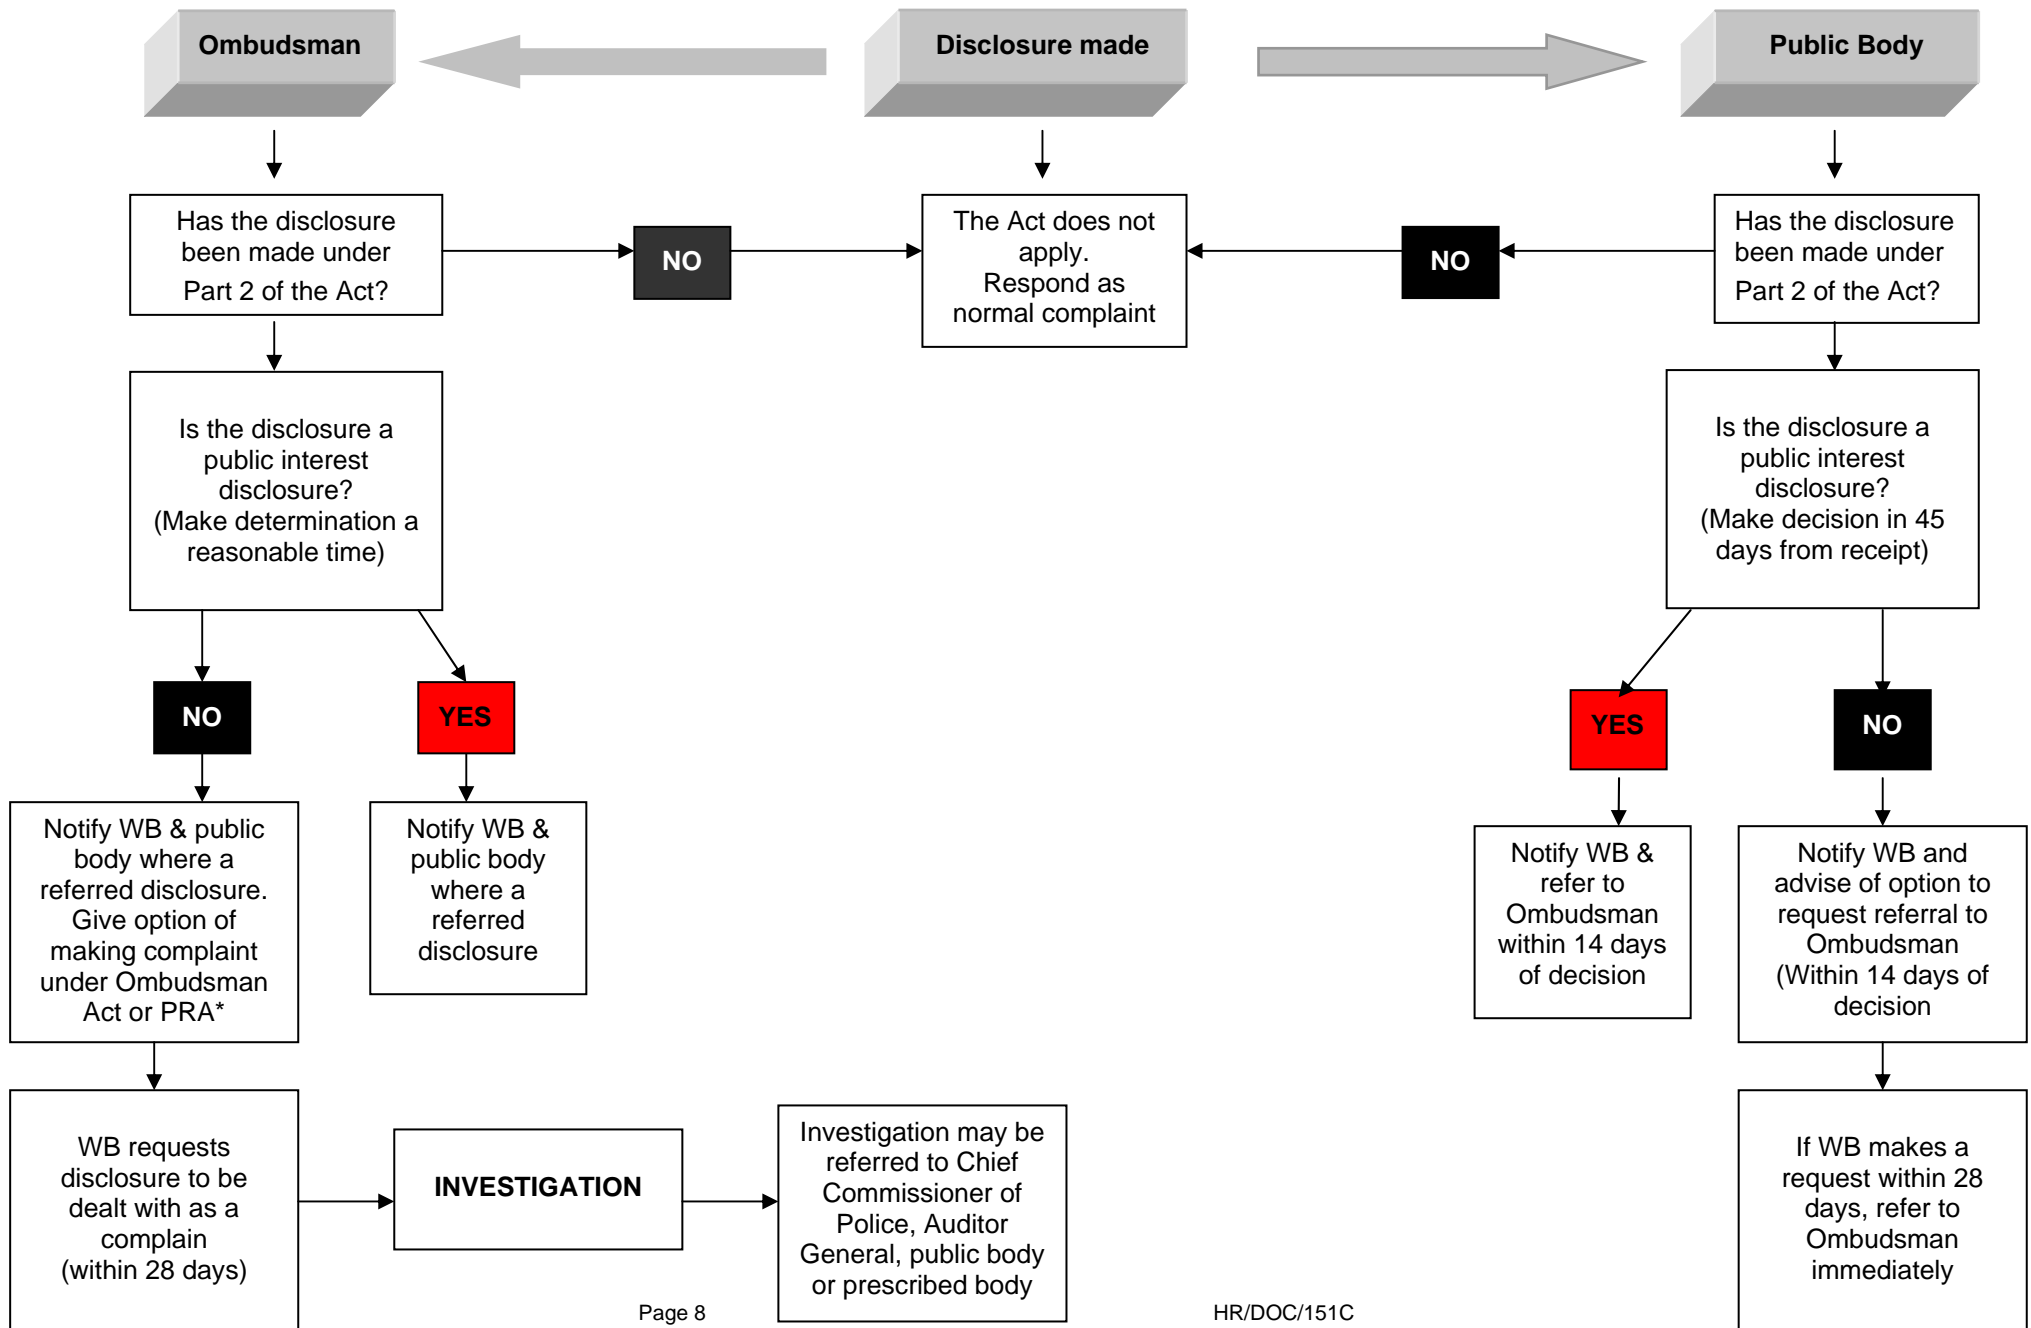 Ombudsman
Disclosure made
Public Body
Has the disclosure
been made under
Part 2 of the Act?
NO
The Act does not
apply.
Respond as
normal complaint
NO
Has the disclosure
been made under
Part 2 of the Act?
Is the disclosure a
public interest
disclosure?
(Make determination a
reasonable time)
Is the disclosure a
public interest
disclosure?
(Make decision in 45
days from receipt)
NO
YES
YES
NO
Notify WB & public
body where a
referred disclosure.
Give option of
making complaint
under Ombudsman
Act or PRA*
Notify WB &
public body
where a
referred
disclosure
Notify WB &
refer to
Ombudsman
within 14 days
of decision
Notify WB and
advise of option to
request referral to
Ombudsman
(Within 14 days of
decision
WB requests
disclosure to be
dealt with as a
complain
(within 28 days)
INVESTIGATION
Investigation may be
referred to Chief
Commissioner of
Police, Auditor
General, public body
or prescribed body
If WB makes a
request within 28
days, refer to
Ombudsman
immediately
Page 8
HR/DOC/151C